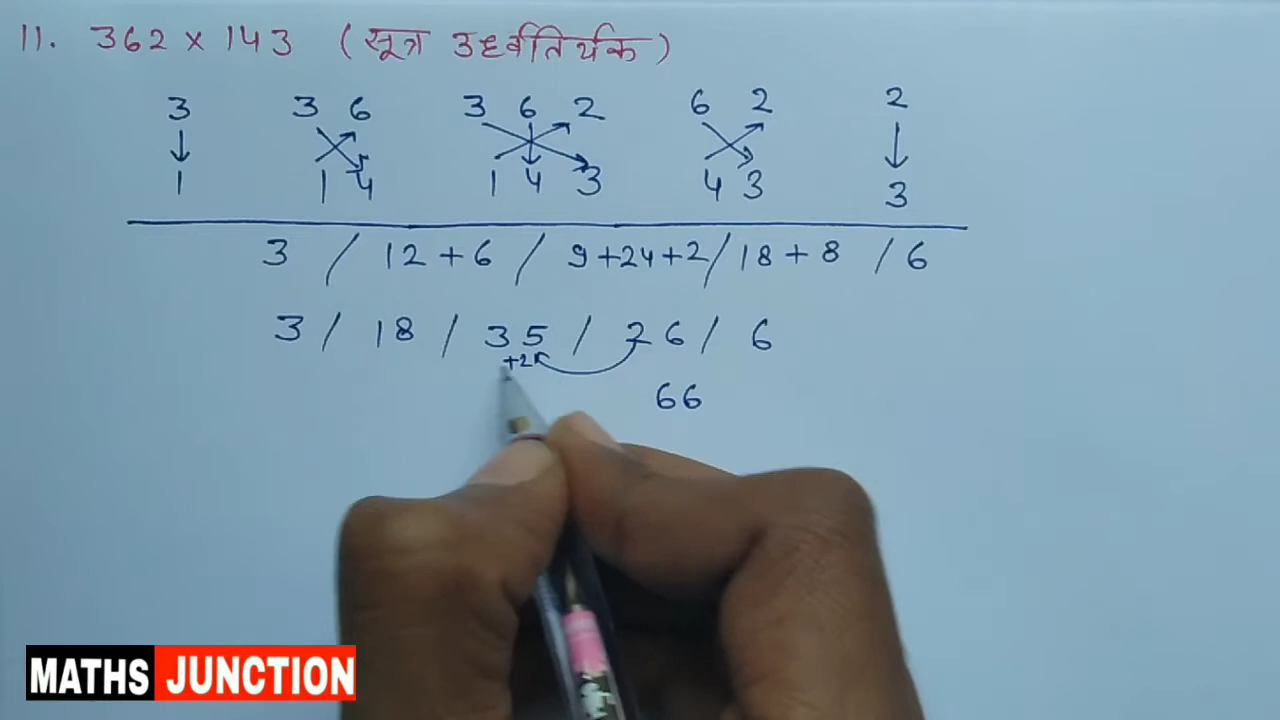 11. 362 × 143 (सूत्र उर्ध्वतिर्यक)
3 3 6 3 6 2 6 2 2
1 1 4 1 4 3 4 3 3
3 / 12 + 6 / 9 + 24 + 2 / 18 + 8 / 6
3 / 18 / 35 / 26 / 6
+2
66
MATHS JUNCTION